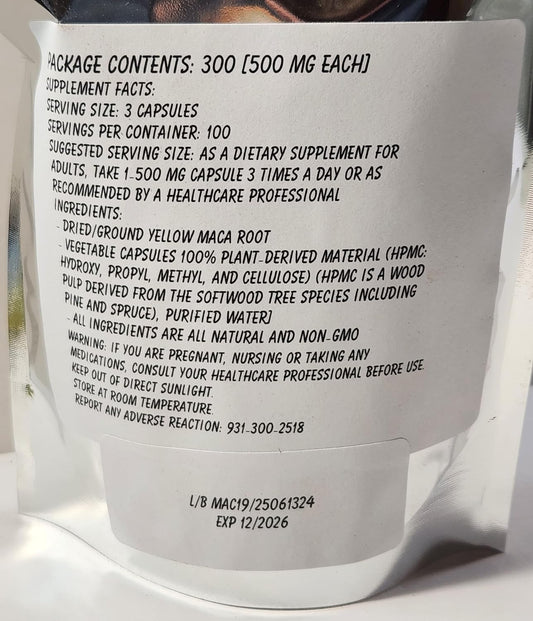 PACKAGE CONTENTS: 300 [500 MG EACH]
SUPPLEMENT FACTS:
SERVING SIZE: 3 CAPSULES
SERVINGS PER CONTAINER: 100
SUGGESTED SERVING SIZE: AS A DIETARY SUPPLEMENT FOR
ADULTS, TAKE 1-500 MG CAPSULE 3 TIMES A DAY OR AS
RECOMMENDED BY A HEALTHCARE PROFESSIONAL
INGREDIENTS:
- DRIED/GROUND YELLOW MACA ROOT
- VEGETABLE CAPSULES 100% PLANT-DERIVED MATERIAL (HPMC:
HYDROXY, PROPYL, METHYL, AND CELLULOSE) (HPMC IS A WOOD
PULP DERIVED FROM THE SOFTWOOD TREE SPECIES INCLUDING
PINE AND SPRUCE), PURIFIED WATER]
- ALL INGREDIENTS ARE ALL NATURAL AND NON-GMO
WARNING: IF YOU ARE PREGNANT, NURSING OR TAKING ANY
MEDICATIONS, CONSULT YOUR HEALTHCARE PROFESSIONAL BEFORE USE.
KEEP OUT OF DIRECT SUNLIGHT.
STORE AT ROOM TEMPERATURE.
REPORT ANY ADVERSE REACTION: 931-300-2518
L/B MAC19/25061324
EXP 12/2026